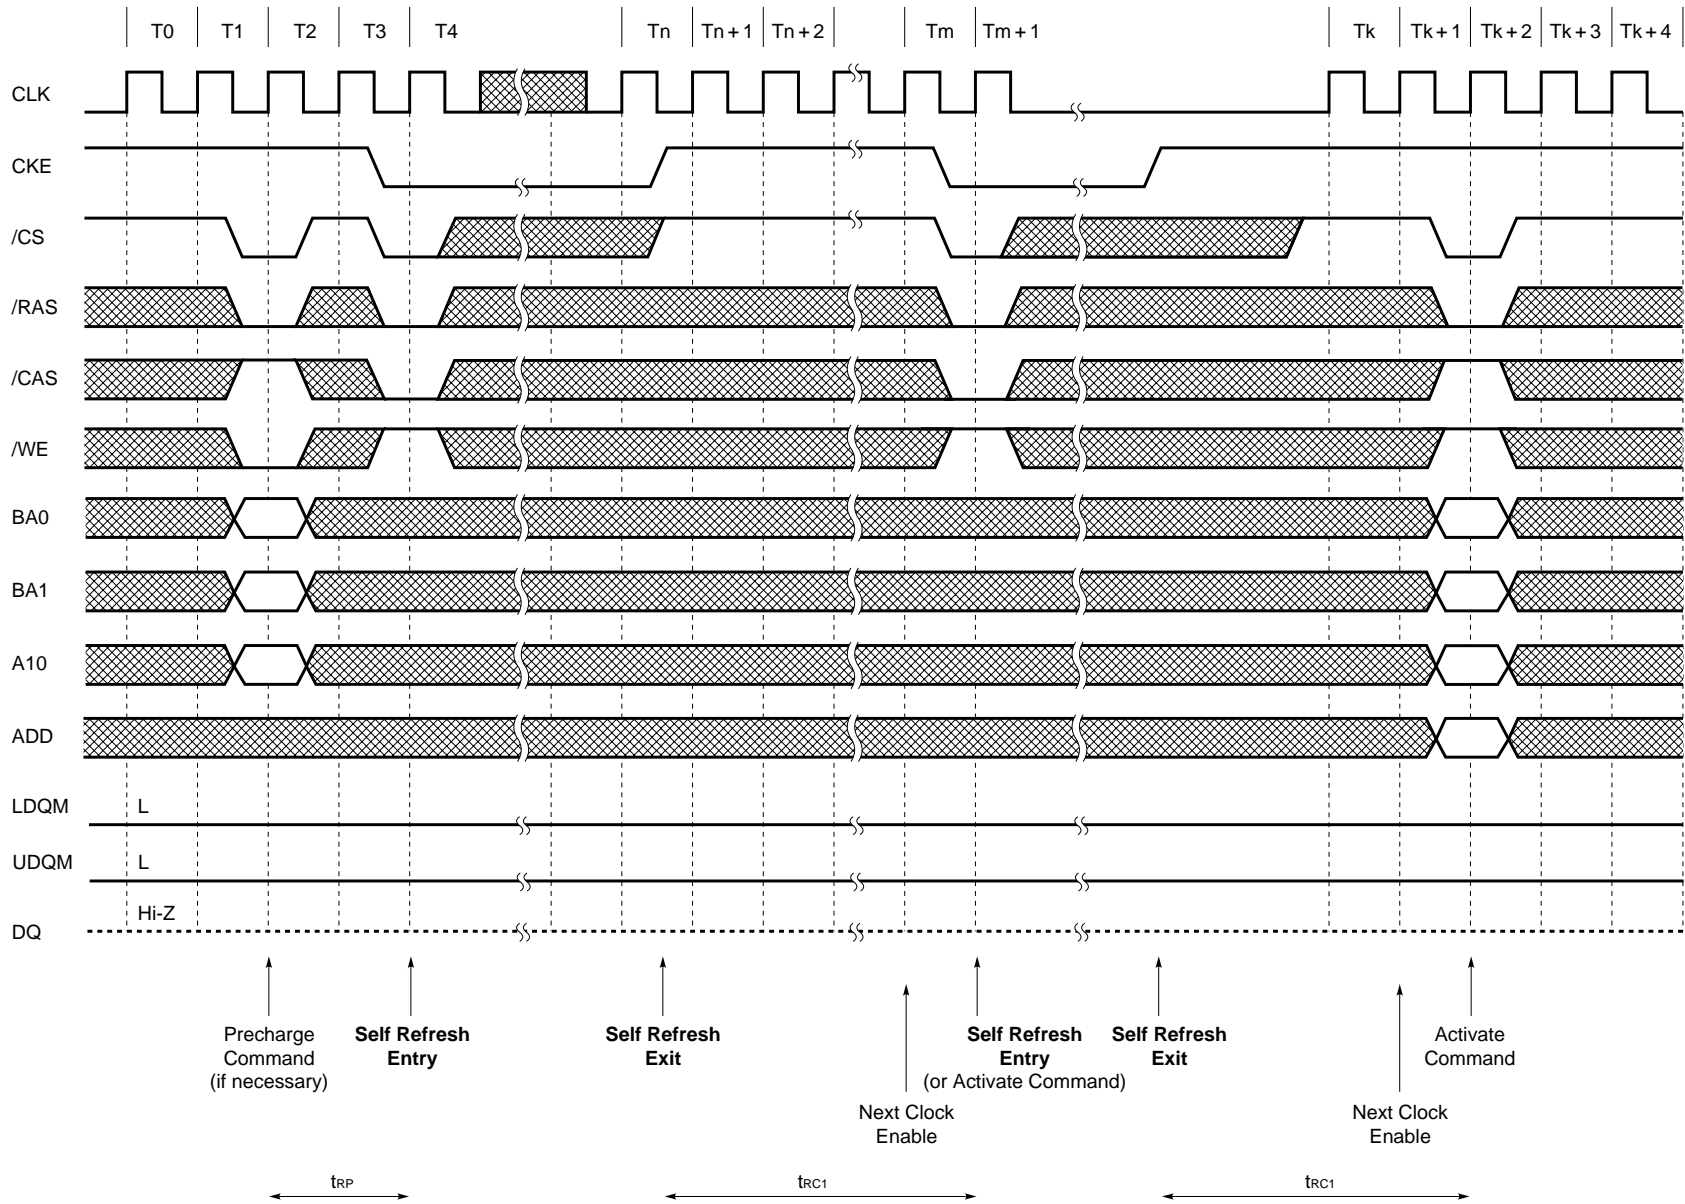 T0 T1 T2 T3 T4 Tn Tn + 1 Tn + 2 Tm Tm + 1 Tk Tk + 1 Tk + 2 Tk + 3 Tk + 4
CLK
CKE
/CS
/RAS
/CAS
/WE
BA0
BA1
A10
ADD
LDQM L
UDQM L
Hi-Z
DQ
Precharge
Command
(if necessary)
Self Refresh
Entry
Self Refresh
Exit
Next Clock
Enable
Self Refresh
Entry
(or Activate Command)
Self Refresh
Exit
Next Clock
Enable
Activate
Command
tRP
tRC1
tRC1